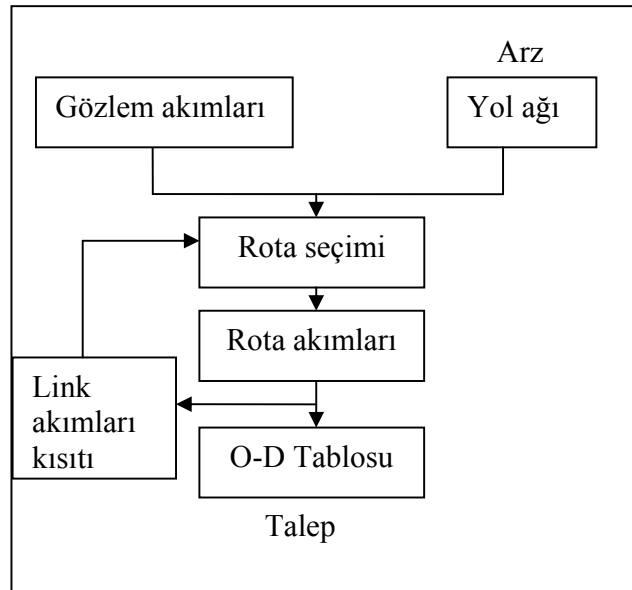 Arz
Gözlem akımları
Yol ağı
Rota seçimi
Rota akımları
Link
akımları
kısıtı
O-D Tablosu
Talep